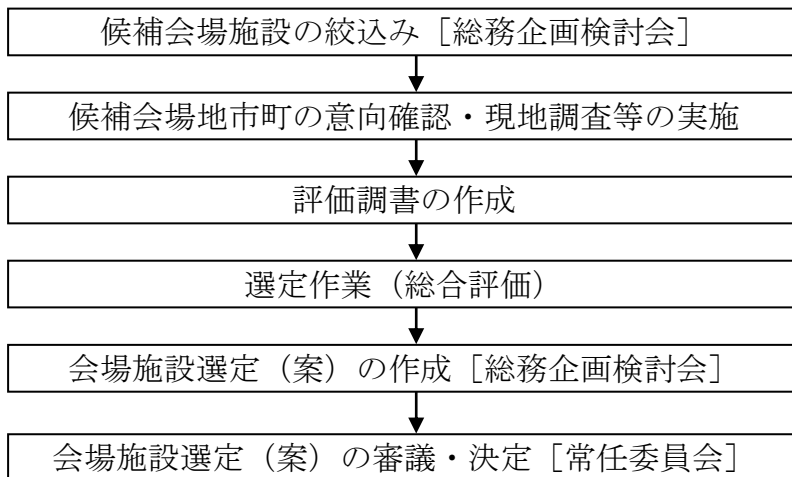 候補会場施設の絞込み［総務企画検討会］
候補会場地市町の意向確認・現地調査等の実施
評価調書の作成
選定作業（総合評価）
会場施設選定（案）の作成［総務企画検討会］
会場施設選定（案）の審議・決定［常任委員会］